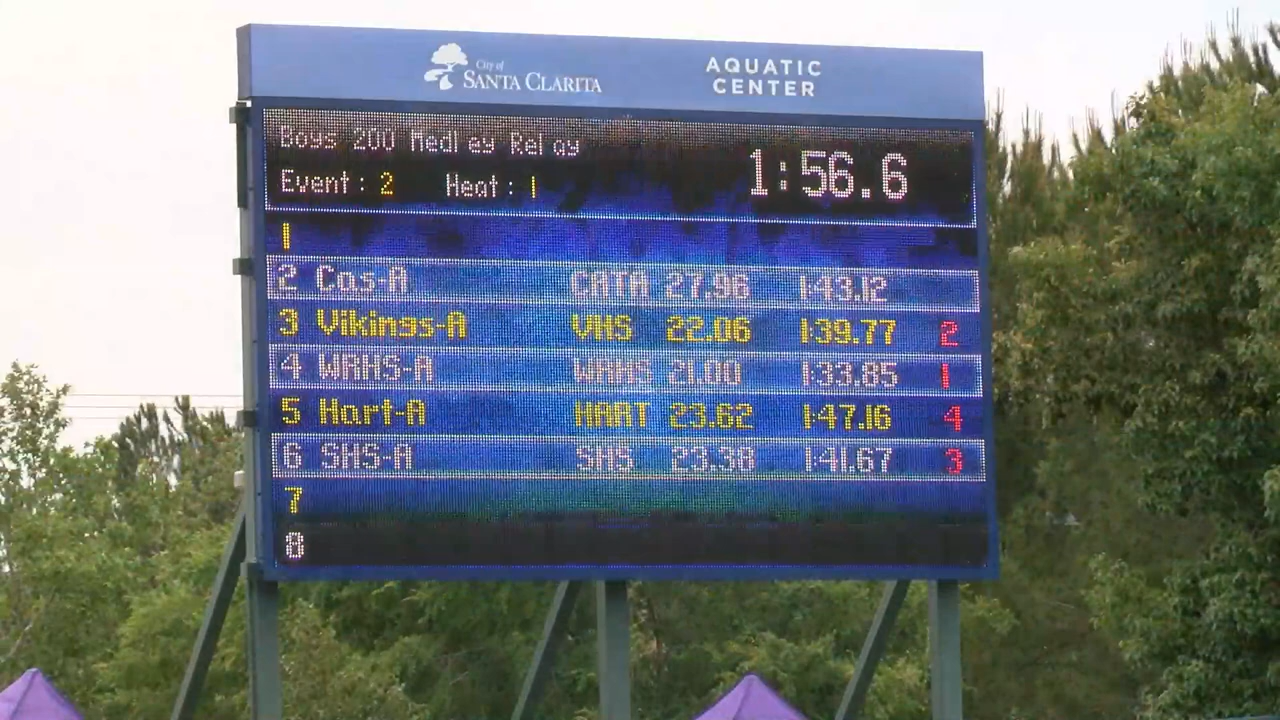 City of
SANTA CLARITA
AQUATIC
CENTER
Boys 200 Medley Relay
Event: 2 Heat: 1
1:56.6
1
2 Cas-A CATA 27.96 1:43.12
3 Vikings-A VHS 22.06 1:39.77 2
4 WRHS-A WRHS 21.00 1:33.85 1
5 Hart-A HART 23.62 1:47.16 4
6 SHS-A SHS 23.38 1:41.67 3
7
8